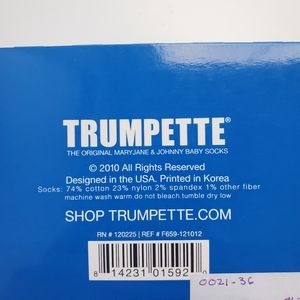 TRUMPETTE®
THE ORIGINAL MARYJANE & JOHNNY BABY SOCKS
© 2010 All Rights Reserved
Designed in the USA. Printed in Korea
Socks: 74% cotton 23% nylon 2% spandex 1% other fiber
machine wash warm do not bleach tumble dry low
SHOP TRUMPETTE.COM
RN # 120225 | REF # F659-121012
8 14231 01592 0
0021-36